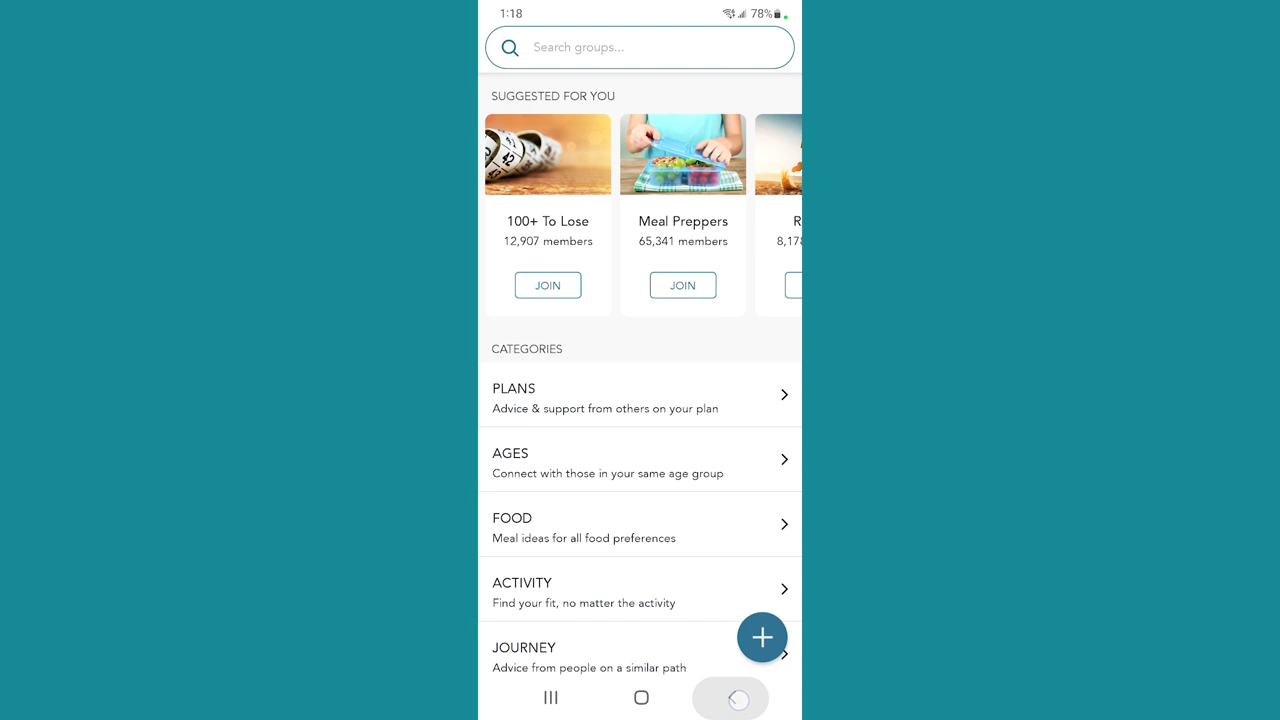 1:18
78%
Search groups...
SUGGESTED FOR YOU
100+ To Lose
12,907 members
JOIN
Meal Preppers
65,341 members
JOIN
R
8,178
CATEGORIES
PLANS
Advice & support from others on your plan
AGES
Connect with those in your same age group
FOOD
Meal ideas for all food preferences
ACTIVITY
Find your fit, no matter the activity
JOURNEY
Advice from people on a similar path